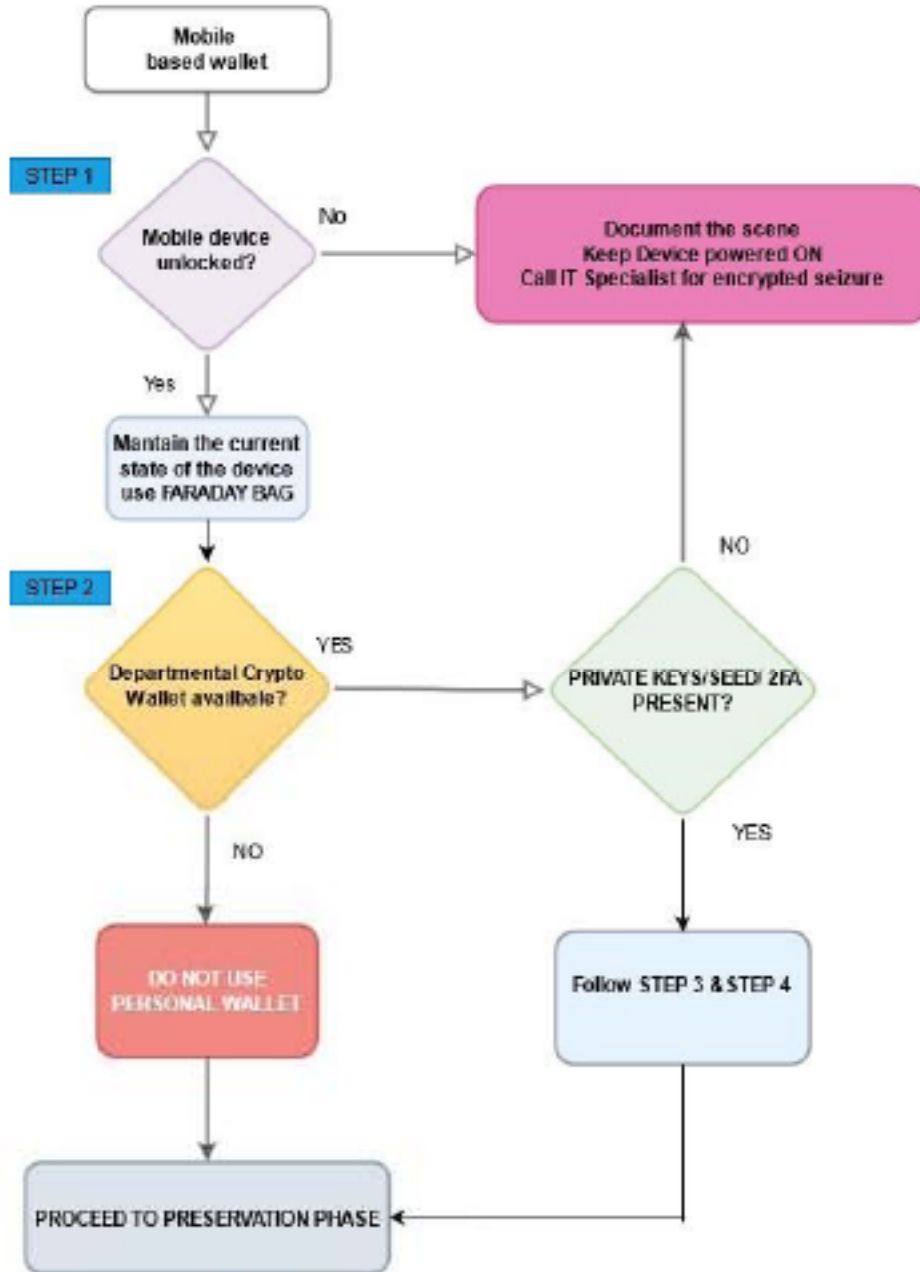 Mobile
based wallet
STEP 1
Mobile device
unlocked?
No
Document the scene
Keep Device powered ON
Call IT Specialist for encrypted seizure
Yes
Mantain the current
state of the device
use FARADAY BAG
STEP 2
Departmental Crypto
Wallet availbale?
YES
PRIVATE KEYS/SEED/ 2FA
PRESENT?
NO
NO
YES
DO NOT USE
PERSONAL WALLET
Follow STEP 3 & STEP 4
PROCEED TO PRESERVATION PHASE